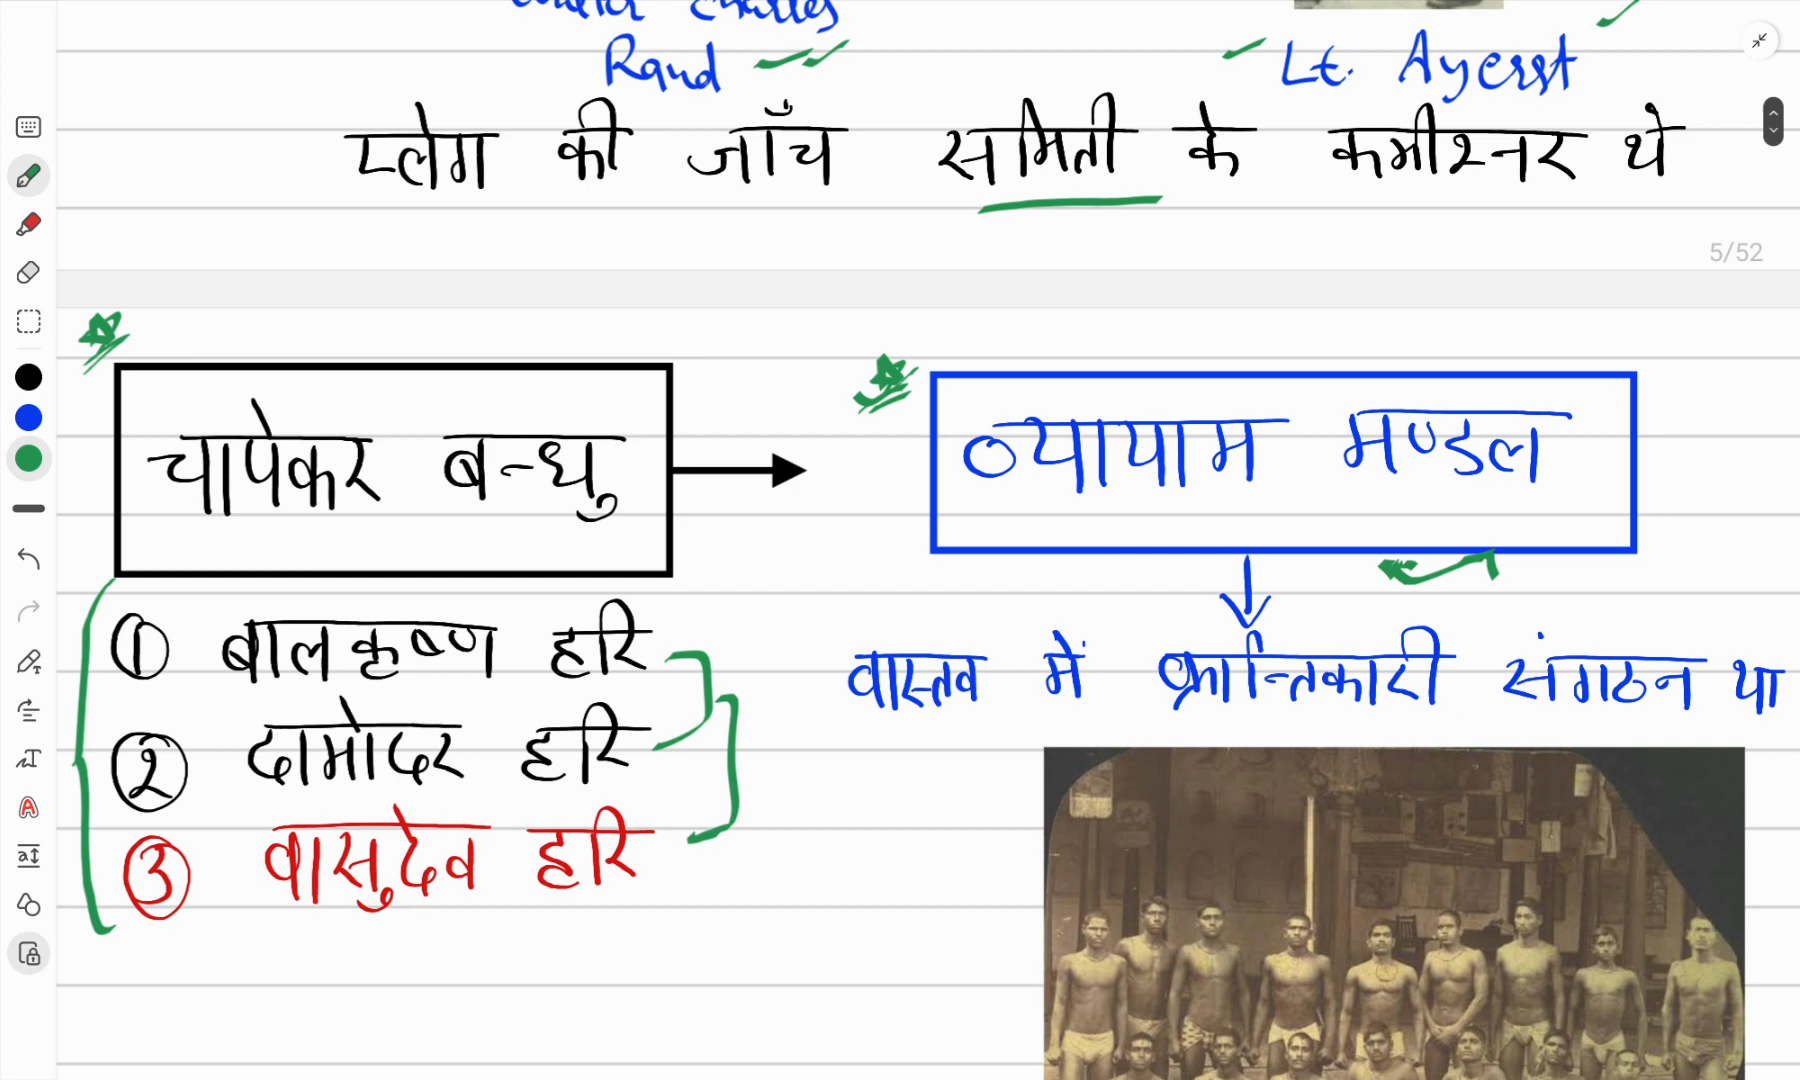 Charles
Rand
Lt. Ayerst
प्लेग की जाँच समिती के कमीश्नर थे
5/52
चापेकर बन्धु
व्यायाम मण्डल
① बालकृष्ण हरि
② दामोदर हरि
③ वासुदेव हरि
वास्तव में क्रान्तिकारी संगठन था